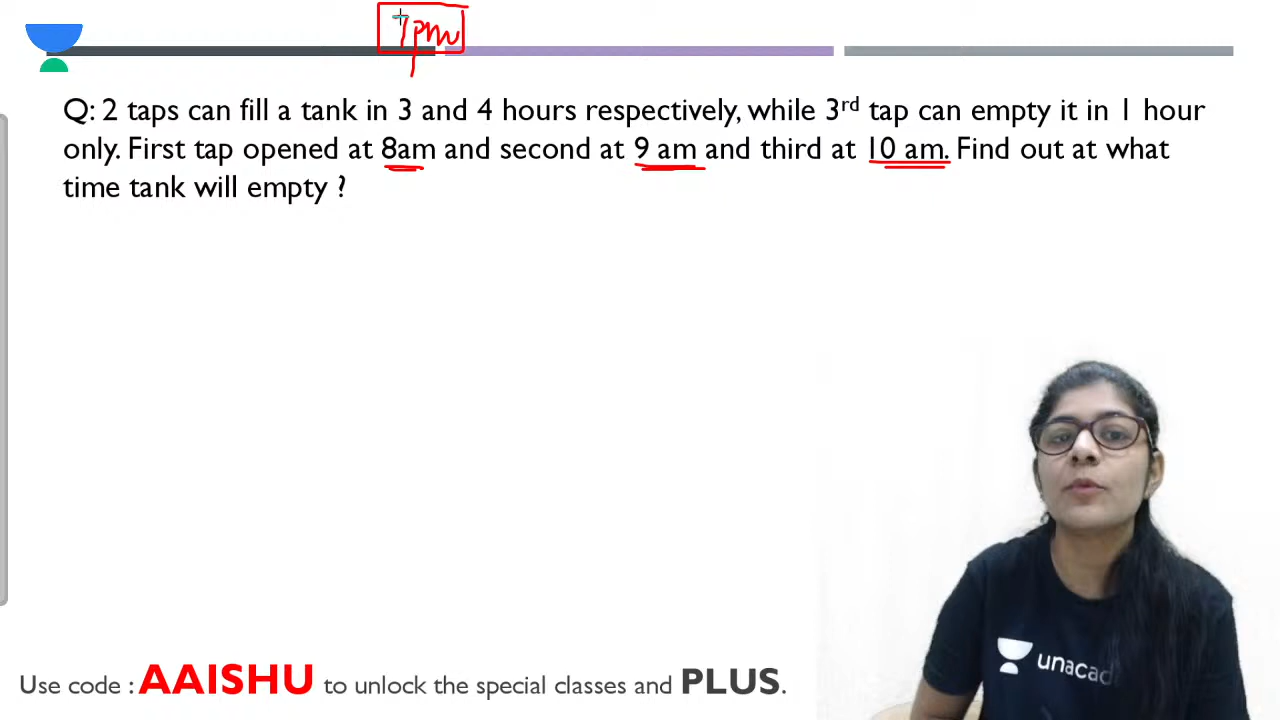 1pm
Q: 2 taps can fill a tank in 3 and 4 hours respectively, while 3rd tap can empty it in 1 hour
only. First tap opened at 8am and second at 9 am and third at 10 am. Find out at what
time tank will empty ?
unacad
Use code : AAISHU to unlock the special classes and PLUS.